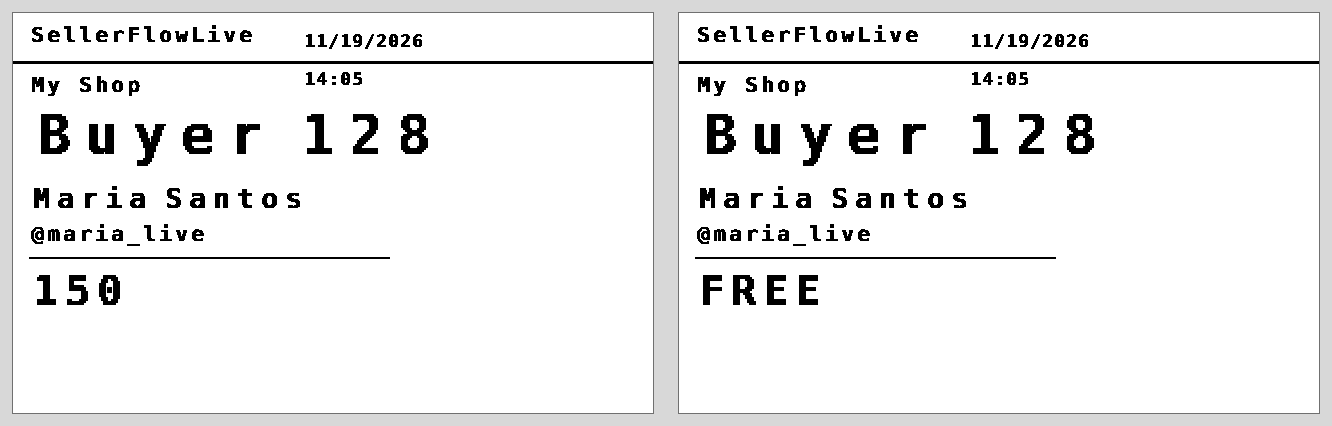 SellerFlowLive 11/19/2026
My Shop 14:05
Buyer 128
Maria Santos
@maria_live
150
SellerFlowLive 11/19/2026
My Shop 14:05
Buyer 128
Maria Santos
@maria_live
FREE